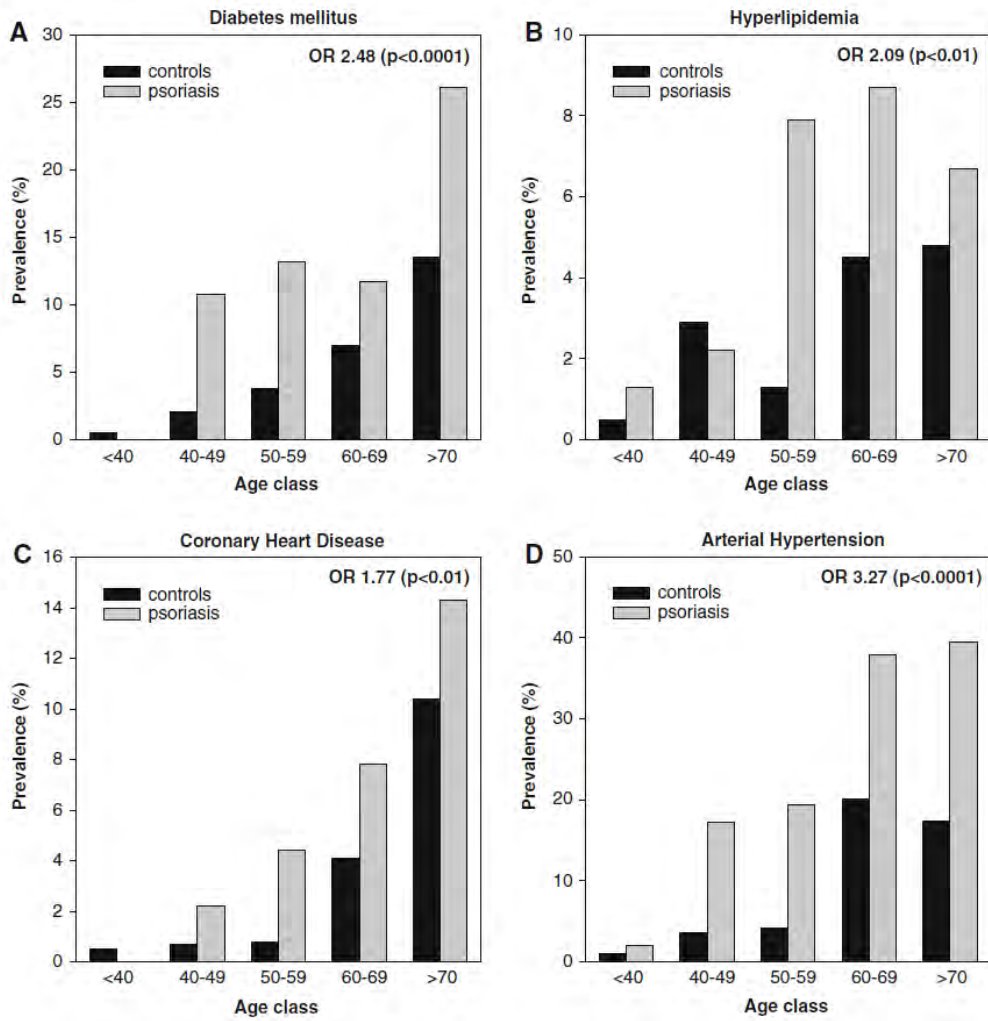 A
Diabetes mellitus
OR 2.48 (p<0.0001)
controls
psoriasis
Prevalence (%)
30
25
20
15
10
5
0
<40 40-49 50-59 60-69 >70
Age class
B
Hyperlipidemia
OR 2.09 (p<0.01)
controls
psoriasis
Prevalence (%)
10
8
6
4
2
0
<40 40-49 50-59 60-69 >70
Age class
C
Coronary Heart Disease
OR 1.77 (p<0.01)
controls
psoriasis
Prevalence (%)
16
14
12
10
8
6
4
2
0
<40 40-49 50-59 60-69 >70
Age class
D
Arterial Hypertension
OR 3.27 (p<0.0001)
controls
psoriasis
Prevalence (%)
50
40
30
20
10
0
<40 40-49 50-59 60-69 >70
Age class